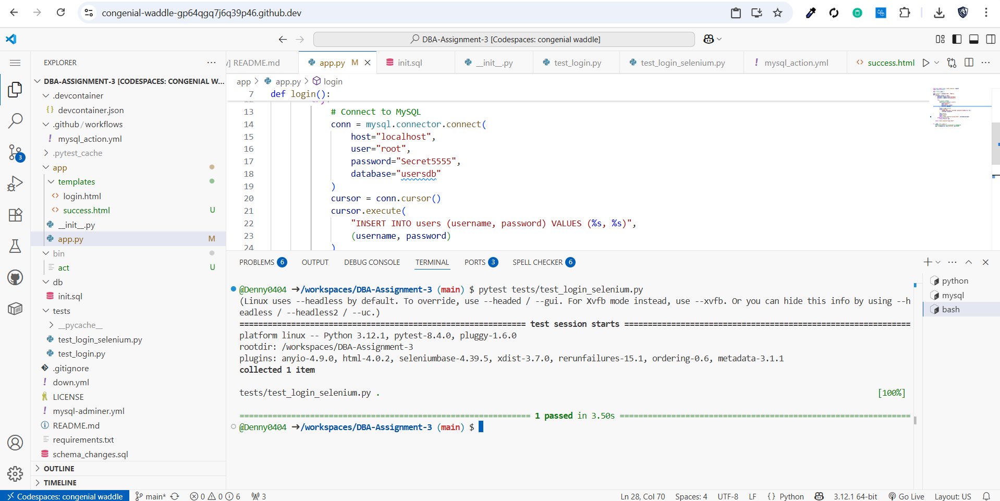 congenial-waddle-gp64qgq7j6q39p46.github.dev
DBA-Assignment-3 [Codespaces: congenial waddle]
EXPLORER
DBA-ASSIGNMENT-3 [CODESPACES: CONGENIAL W...
.devcontainer
{} devcontainer.json
.github/workflows
! mysql_action.yml
.pytest_cache
app
templates
<> login.html
<> success.html U
__init__.py
app.py M
bin
act U
db
init.sql
tests
__pycache__
test_login_selenium.py
test_login.py
.gitignore
! down.yml
LICENSE
! mysql-adminer.yml
README.md
requirements.txt
schema_changes.sql
OUTLINE
TIMELINE
3
w] README.md
app.py M
init.sql
__init__.py
test_login.py
test_login_selenium.py
! mysql_action.yml
<> success.html
app > app.py > login
7 def login():
13 # Connect to MySQL
14 conn = mysql.connector.connect(
15 host="localhost",
16 user="root",
17 password="Secret5555",
18 database="usersdb"
19 )
20 cursor = conn.cursor()
21 cursor.execute(
22 "INSERT INTO users (username, password) VALUES (%s, %s)",
23 (username, password)
24 )
PROBLEMS 6 OUTPUT DEBUG CONSOLE TERMINAL PORTS 3 SPELL CHECKER 6
@Denny0404 ➜/workspaces/DBA-Assignment-3 (main) $ pytest tests/test_login_selenium.py
(Linux uses --headless by default. To override, use --headed / --gui. For Xvfb mode instead, use --xvfb. Or you can hide this info by using --h
eadless / --headless2 / --uc.)
============================================================= test session starts =============================================================
platform linux -- Python 3.12.1, pytest-8.4.0, pluggy-1.6.0
rootdir: /workspaces/DBA-Assignment-3
plugins: anyio-4.9.0, html-4.0.2, seleniumbase-4.39.5, xdist-3.7.0, rerunfailures-15.1, ordering-0.6, metadata-3.1.1
collected 1 item
tests/test_login_selenium.py . [100%]
============================================================== 1 passed in 3.50s ==============================================================
@Denny0404 ➜/workspaces/DBA-Assignment-3 (main) $
python
mysql
bash
Codespaces: congenial waddle main* 0 0 6 3 Ln 28, Col 70 Spaces: 4 UTF-8 LF {} Python 3.12.1 64-bit Go Live Layout: US